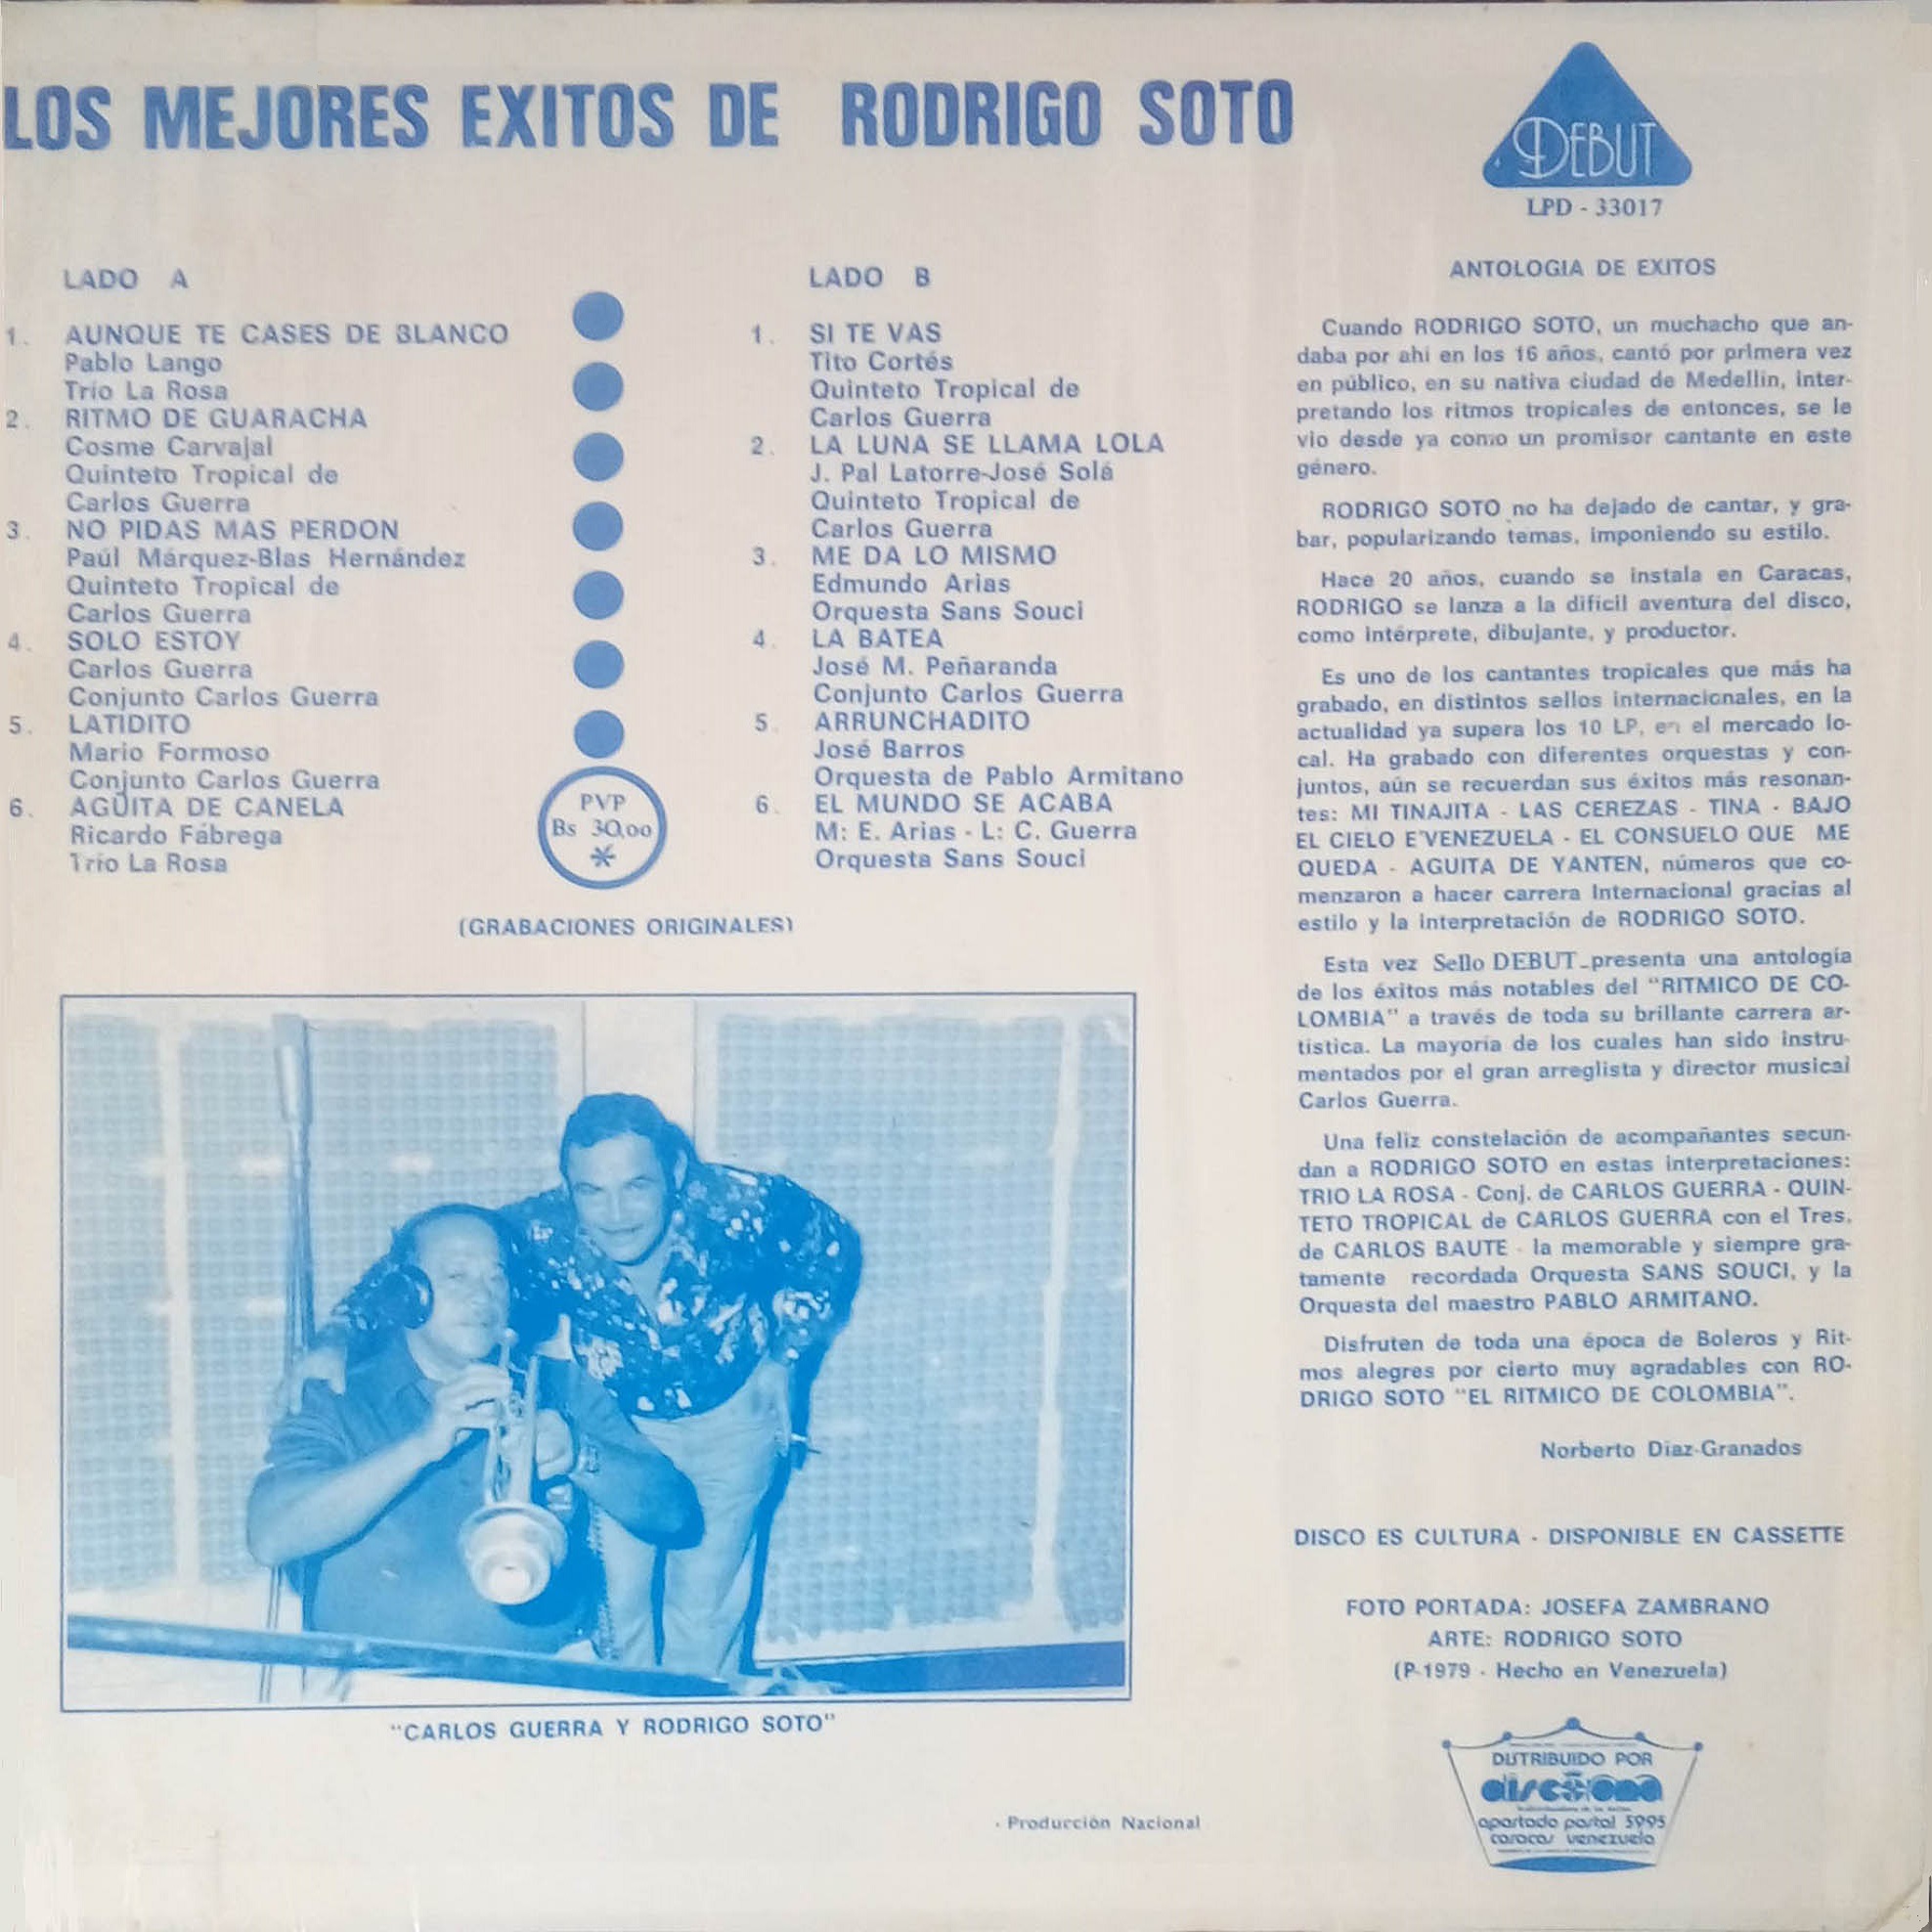 LOS MEJORES EXITOS DE RODRIGO SOTO
DEBUT
LPD - 33017
LADO A
1. AUNQUE TE CASES DE BLANCO
Pablo Lango
Trío La Rosa
2. RITMO DE GUARACHA
Cosme Carvajal
Quinteto Tropical de
Carlos Guerra
3. NO PIDAS MAS PERDON
Paúl Márquez-Blas Hernández
Quinteto Tropical de
Carlos Guerra
4. SOLO ESTOY
Carlos Guerra
Conjunto Carlos Guerra
5. LATIDITO
Mario Formoso
Conjunto Carlos Guerra
6. AGÜITA DE CANELA
Ricardo Fábrega
Trío La Rosa
PVP
Bs 30,oo
*
LADO B
1. SI TE VAS
Tito Cortés
Quinteto Tropical de
Carlos Guerra
2. LA LUNA SE LLAMA LOLA
J. Pal Latorre-José Solá
Quinteto Tropical de
Carlos Guerra
3. ME DA LO MISMO
Edmundo Arias
Orquesta Sans Souci
4. LA BATEA
José M. Peñaranda
Conjunto Carlos Guerra
5. ARRUNCHADITO
José Barros
Orquesta de Pablo Armitano
6. EL MUNDO SE ACABA
M: E. Arias - L: C. Guerra
Orquesta Sans Souci
(GRABACIONES ORIGINALES)
"CARLOS GUERRA Y RODRIGO SOTO"
. Producción Nacional
ANTOLOGIA DE EXITOS
Cuando RODRIGO SOTO, un muchacho que an-
daba por ahi en los 16 años, cantó por primera vez
en público, en su nativa ciudad de Medellín, inter-
pretando los ritmos tropicales de entonces, se le
vio desde ya como un promisor cantante en este
género.
RODRIGO SOTO no ha dejado de cantar, y gra-
bar, popularizando temas, imponiendo su estilo.
Hace 20 años, cuando se instala en Caracas,
RODRIGO se lanza a la difícil aventura del disco,
como intérprete, dibujante, y productor.
Es uno de los cantantes tropicales que más ha
grabado, en distintos sellos internacionales, en la
actualidad ya supera los 10 LP, en el mercado lo-
cal. Ha grabado con diferentes orquestas y con-
juntos, aún se recuerdan sus éxitos más resonan-
tes: MI TINAJITA - LAS CEREZAS - TINA - BAJO
EL CIELO E'VENEZUELA - EL CONSUELO QUE ME
QUEDA - AGUITA DE YANTEN, números que co-
menzaron a hacer carrera Internacional gracias al
estilo y la interpretación de RODRIGO SOTO.
Esta vez Sello DEBUT presenta una antología
de los éxitos más notables del "RITMICO DE CO-
LOMBIA" a través de toda su brillante carrera ar-
tística. La mayoría de los cuales han sido instru-
mentados por el gran arreglista y director musical
Carlos Guerra.
Una feliz constelación de acompañantes secun-
dan a RODRIGO SOTO en estas interpretaciones:
TRIO LA ROSA - Conj. de CARLOS GUERRA - QUIN-
TETO TROPICAL de CARLOS GUERRA con el Tres,
de CARLOS BAUTE - la memorable y siempre gra-
tamente recordada Orquesta SANS SOUCI, y la
Orquesta del maestro PABLO ARMITANO.
Disfruten de toda una época de Boleros y Rit-
mos alegres por cierto muy agradables con RO-
DRIGO SOTO "EL RITMICO DE COLOMBIA".
Norberto Díaz-Granados
DISCO ES CULTURA - DISPONIBLE EN CASSETTE
FOTO PORTADA: JOSEFA ZAMBRANO
ARTE: RODRIGO SOTO
(P-1979 - Hecho en Venezuela)
DISTRIBUIDO POR
discoona
apartado postal 5995
caracas venezuela